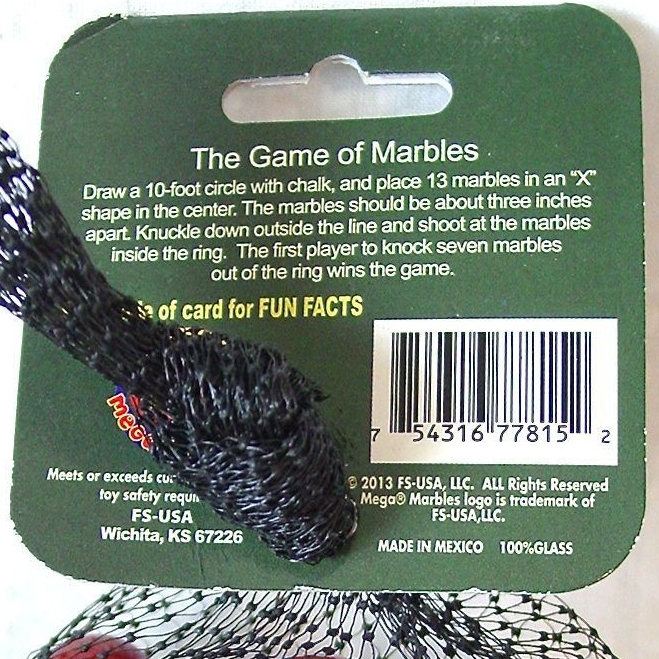 The Game of Marbles
Draw a 10-foot circle with chalk, and place 13 marbles in an “X”
shape in the center. The marbles should be about three inches
apart. Knuckle down outside the line and shoot at the marbles
inside the ring. The first player to knock seven marbles
out of the ring wins the game.
of card for FUN FACTS
7 54316 77815 2
Meets or exceeds
toy safety
FS-USA
Wichita, KS 67226
© 2013 FS-USA, LLC. ALL Rights Reserved
Mega® Marbles logo is trademark of
FS-USA,LLC.
MADE IN MEXICO 100%GLASS